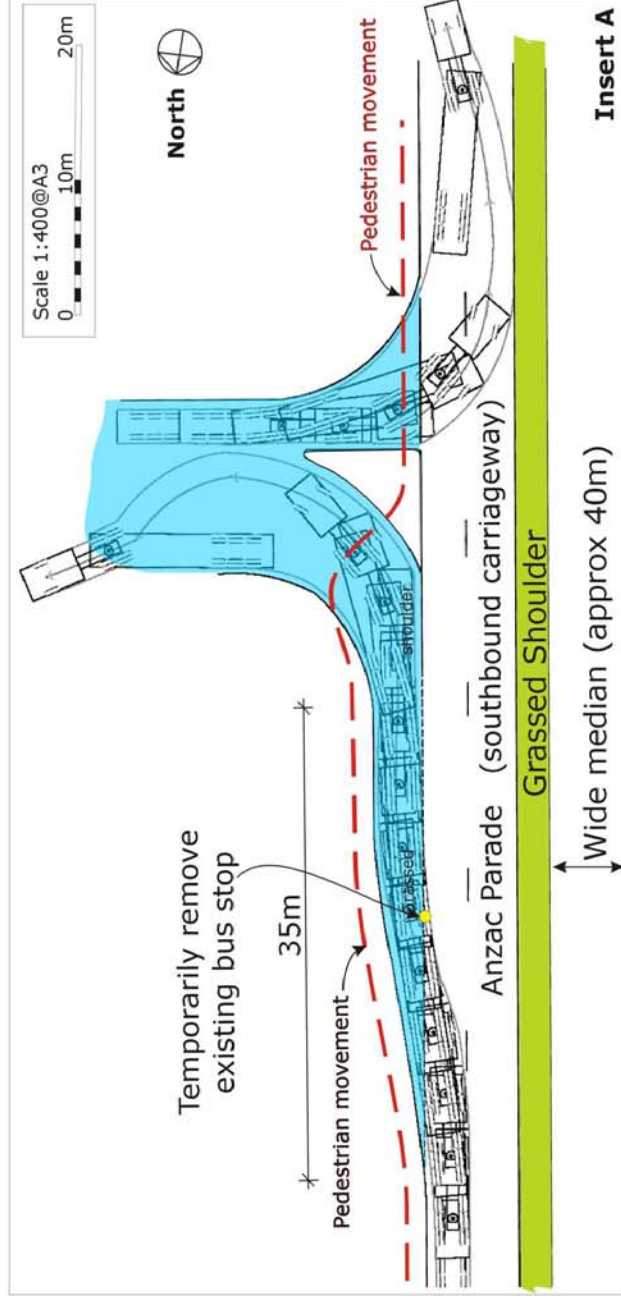 Scale 1:400@A3
0 10m 20m
North
Pedestrian movement
Temporarily remove
existing bus stop
35m
Pedestrian movement
grassed
shoulder
Anzac Parade (southbound carriageway)
Grassed Shoulder
Wide median (approx 40m)
Insert A